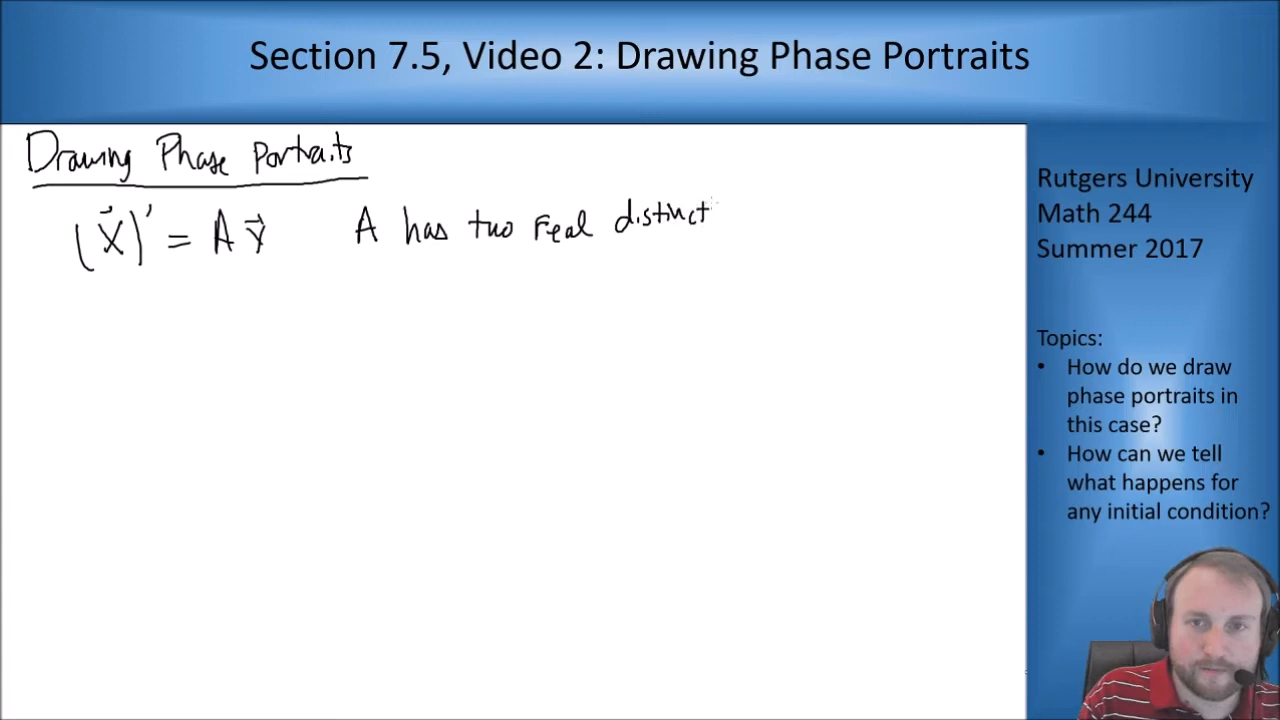 Section 7.5, Video 2: Drawing Phase Portraits
Drawing Phase Portraits
(x⃗)' = A x⃗ A has two real distinct
Rutgers University
Math 244
Summer 2017
Topics:
• How do we draw
phase portraits in
this case?
• How can we tell
what happens for
any initial condition?